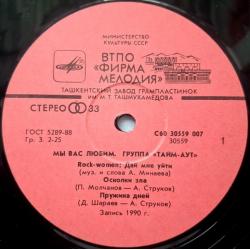 МИНИСТЕРСТВО
КУЛЬТУРЫ СССР
ВТПО
«ФИРМА
МЕЛОДИЯ»
ТАШКЕНТСКИЙ ЗАВОД ГРАМПЛАСТИНОК
ИМ. М. Т. ТАШМУХАМЕДОВА
СТЕРЕО 33
ГОСТ 5289-88
Гр. 3. 2-25
С60 30559 007
30559
1
МЫ ВАС ЛЮБИМ. ГРУППА «ТАЙМ-АУТ»
Rock-women: Дай мне уйти
(муз. и слова А. Минаева)
Осколки зла
(П. Молчанов — А. Струков)
Пружина дней
(Д. Шараев — А. Струков)
Запись 1990 г.